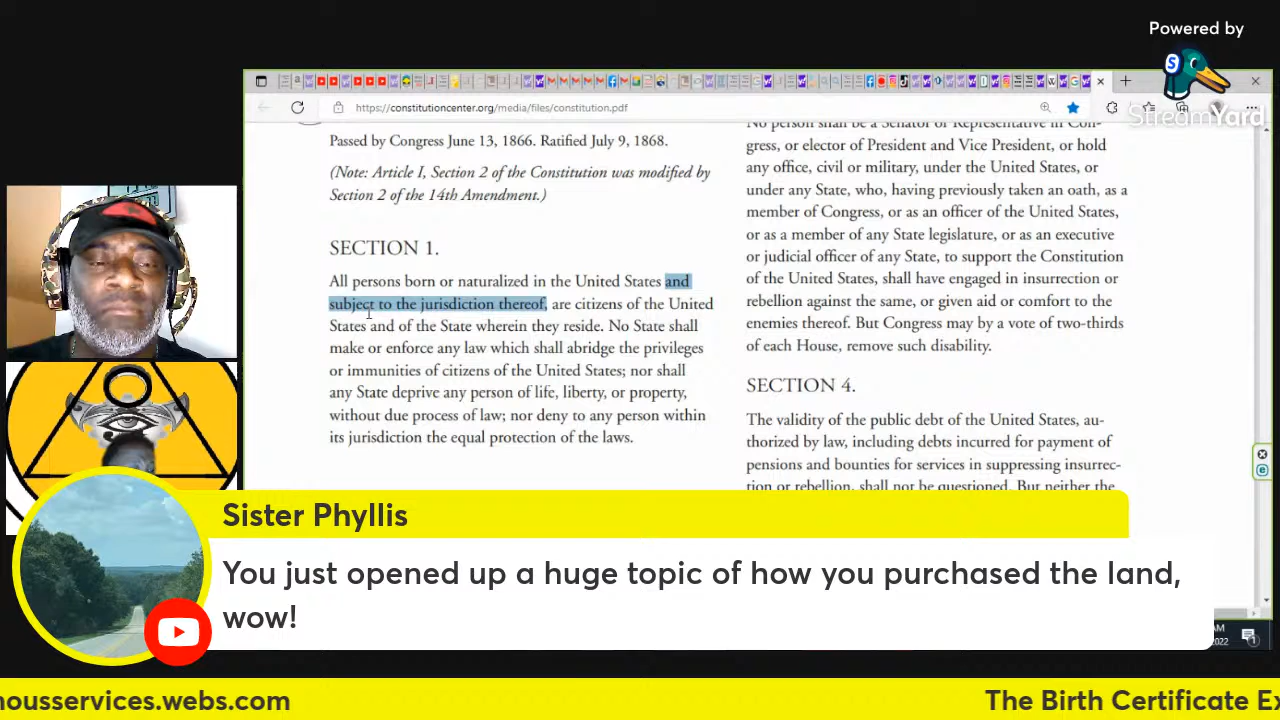 Powered by
StreamYard
https://constitutioncenter.org/media/files/constitution.pdf
Passed by Congress June 13, 1866. Ratified July 9, 1868.
(Note: Article I, Section 2 of the Constitution was modified by
Section 2 of the 14th Amendment.)
SECTION 1.
All persons born or naturalized in the United States and
subject to the jurisdiction thereof, are citizens of the United
States and of the State wherein they reside. No State shall
make or enforce any law which shall abridge the privileges
or immunities of citizens of the United States; nor shall
any State deprive any person of life, liberty, or property,
without due process of law; nor deny to any person within
its jurisdiction the equal protection of the laws.
No person shall be a Senator or Representative in Con-
gress, or elector of President and Vice President, or hold
any office, civil or military, under the United States, or
under any State, who, having previously taken an oath, as a
member of Congress, or as an officer of the United States,
or as a member of any State legislature, or as an executive
or judicial officer of any State, to support the Constitution
of the United States, shall have engaged in insurrection or
rebellion against the same, or given aid or comfort to the
enemies thereof. But Congress may by a vote of two-thirds
of each House, remove such disability.
SECTION 4.
The validity of the public debt of the United States, au-
thorized by law, including debts incurred for payment of
pensions and bounties for services in suppressing insurrec-
tion or rebellion, shall not be questioned. But neither the
Sister Phyllis
You just opened up a huge topic of how you purchased the land,
wow!
AM
2022
nousservices.webs.com
The Birth Certificate Ex